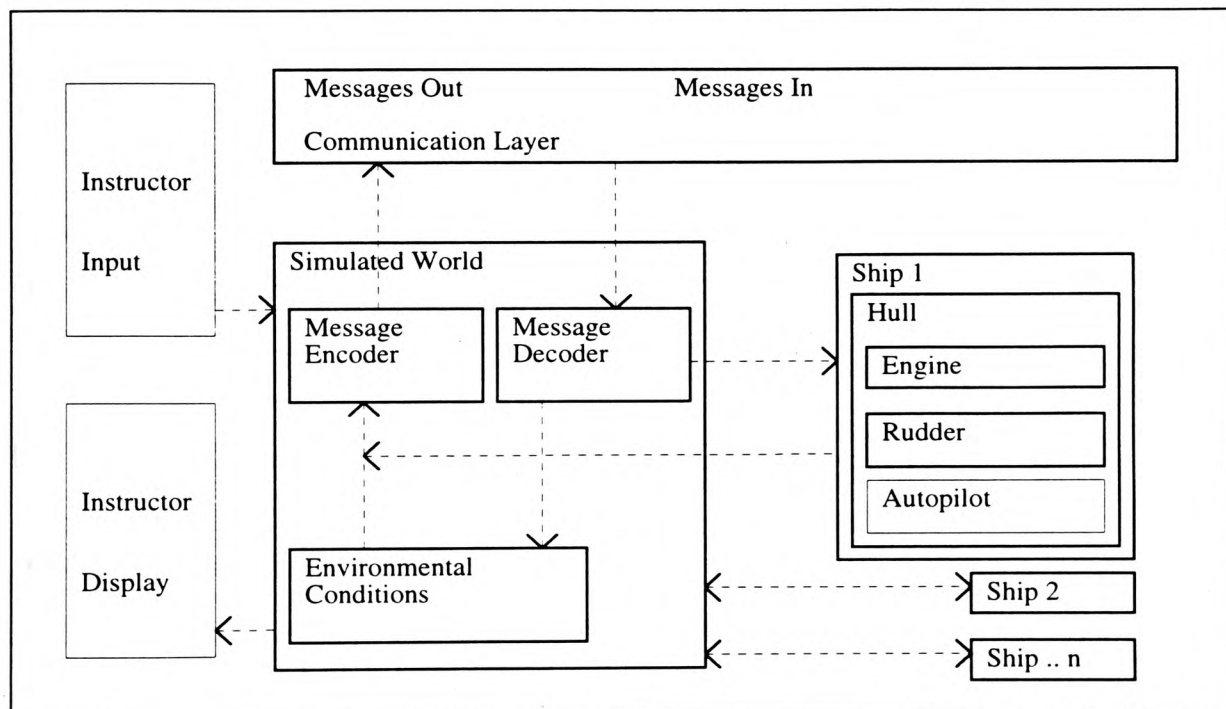 Messages Out
Messages In
Communication Layer
Instructor
Input
Simulated World
Message
Encoder
Message
Decoder
Environmental
Conditions
Instructor
Display
Ship 1
Hull
Engine
Rudder
Autopilot
Ship 2
Ship .. n